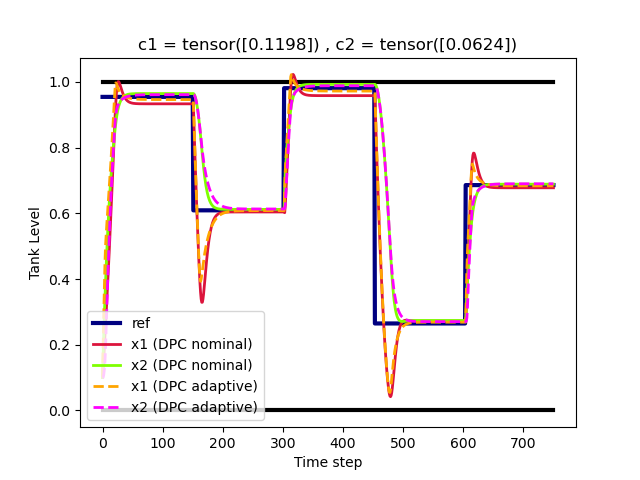 c1 = tensor([0.1198]) , c2 = tensor([0.0624])
1.0
0.8
0.6
0.4
0.2
0.0
Tank Level
ref
x1 (DPC nominal)
x2 (DPC nominal)
x1 (DPC adaptive)
x2 (DPC adaptive)
0 100 200 300 400 500 600 700
Time step